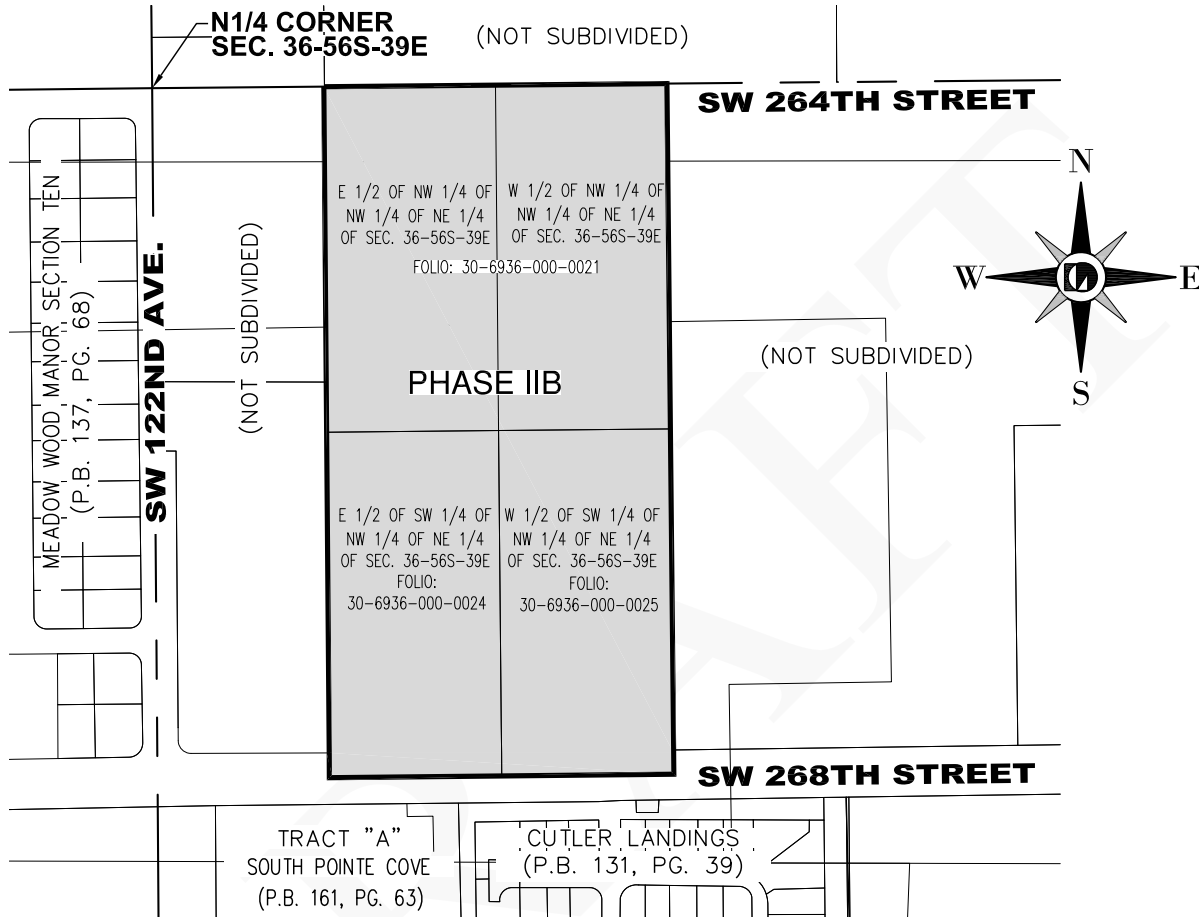 N1/4 CORNER
SEC. 36-56S-39E
(NOT SUBDIVIDED)
SW 264TH STREET
N
W
E
S
MEADOW WOOD MANOR SECTION TEN
(P.B. 137, PG. 68)
SW 122ND AVE.
(NOT SUBDIVIDED)
E 1/2 OF NW 1/4 OF
NW 1/4 OF NE 1/4
OF SEC. 36-56S-39E
W 1/2 OF NW 1/4 OF
NW 1/4 OF NE 1/4
OF SEC. 36-56S-39E
FOLIO: 30-6936-000-0021
PHASE IIB
(NOT SUBDIVIDED)
E 1/2 OF SW 1/4 OF
NW 1/4 OF NE 1/4
OF SEC. 36-56S-39E
FOLIO:
30-6936-000-0024
W 1/2 OF SW 1/4 OF
NW 1/4 OF NE 1/4
OF SEC. 36-56S-39E
FOLIO:
30-6936-000-0025
SW 268TH STREET
TRACT "A"
SOUTH POINTE COVE
(P.B. 161, PG. 63)
CUTLER LANDINGS
(P.B. 131, PG. 39)
RAFT